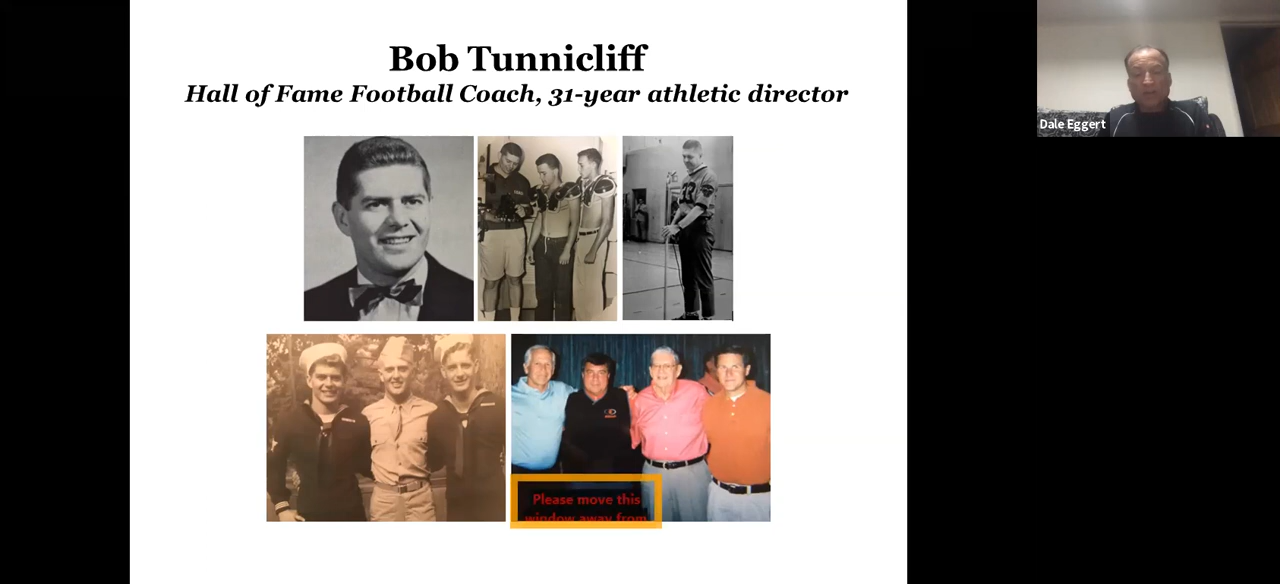 Bob Tunnicliff
Hall of Fame Football Coach, 31-year athletic director
Dale Eggert
Please move this
window away from